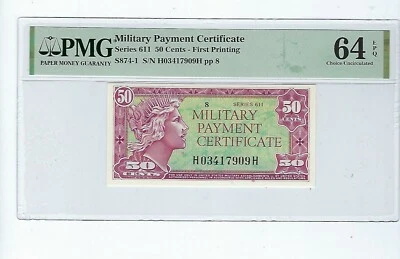 PMG
PAPER MONEY GUARANTY
Military Payment Certificate
Series 611 50 Cents - First Printing
S874-1 S/N H03417909H pp 8
64 EPQ
Choice Uncirculated
50
8 SERIES 611
50
CENTS
MILITARY
PAYMENT
CERTIFICATE
H03417909H
50
CENTS
50